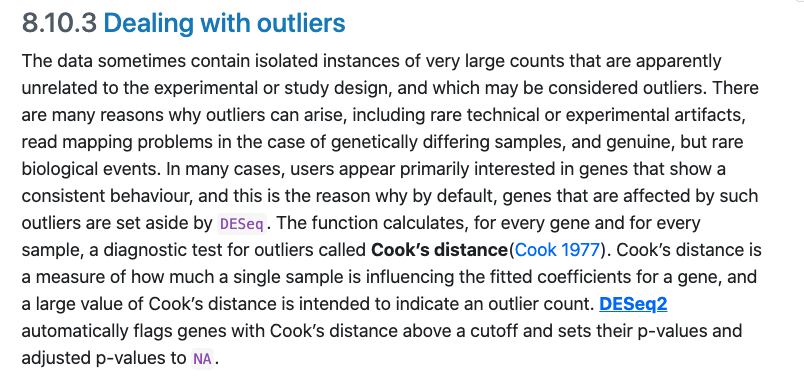 8.10.3 Dealing with outliers
The data sometimes contain isolated instances of very large counts that are apparently
unrelated to the experimental or study design, and which may be considered outliers. There
are many reasons why outliers can arise, including rare technical or experimental artifacts,
read mapping problems in the case of genetically differing samples, and genuine, but rare
biological events. In many cases, users appear primarily interested in genes that show a
consistent behaviour, and this is the reason why by default, genes that are affected by such
outliers are set aside by DESeq. The function calculates, for every gene and for every
sample, a diagnostic test for outliers called Cook’s distance(Cook 1977). Cook’s distance is
a measure of how much a single sample is influencing the fitted coefficients for a gene, and
a large value of Cook’s distance is intended to indicate an outlier count. DESeq2
automatically flags genes with Cook’s distance above a cutoff and sets their p-values and
adjusted p-values to NA.